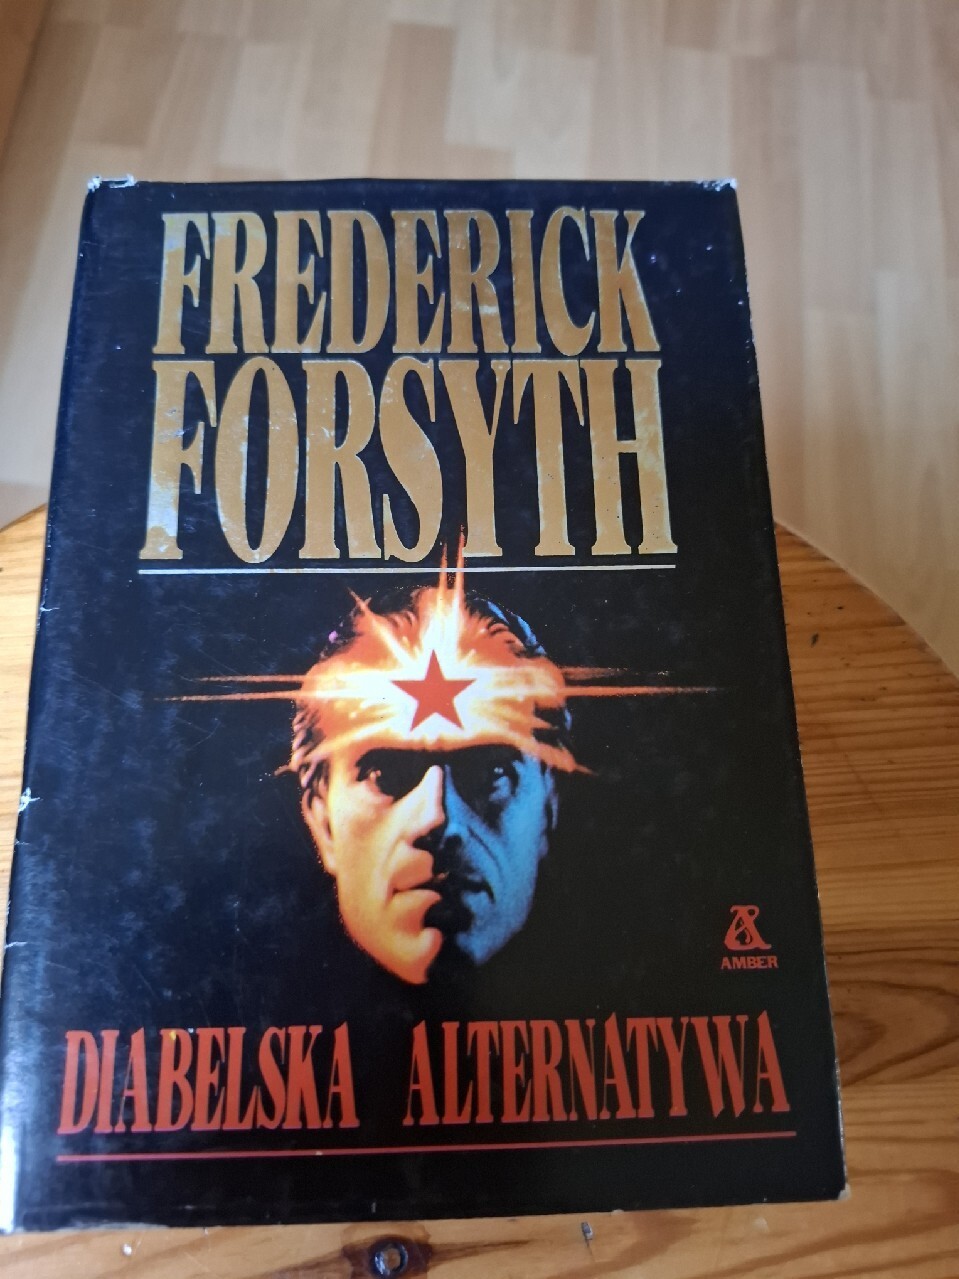 FREDERICK
FORSYTH
AMBER
DIABELSKA ALTERNATYWA